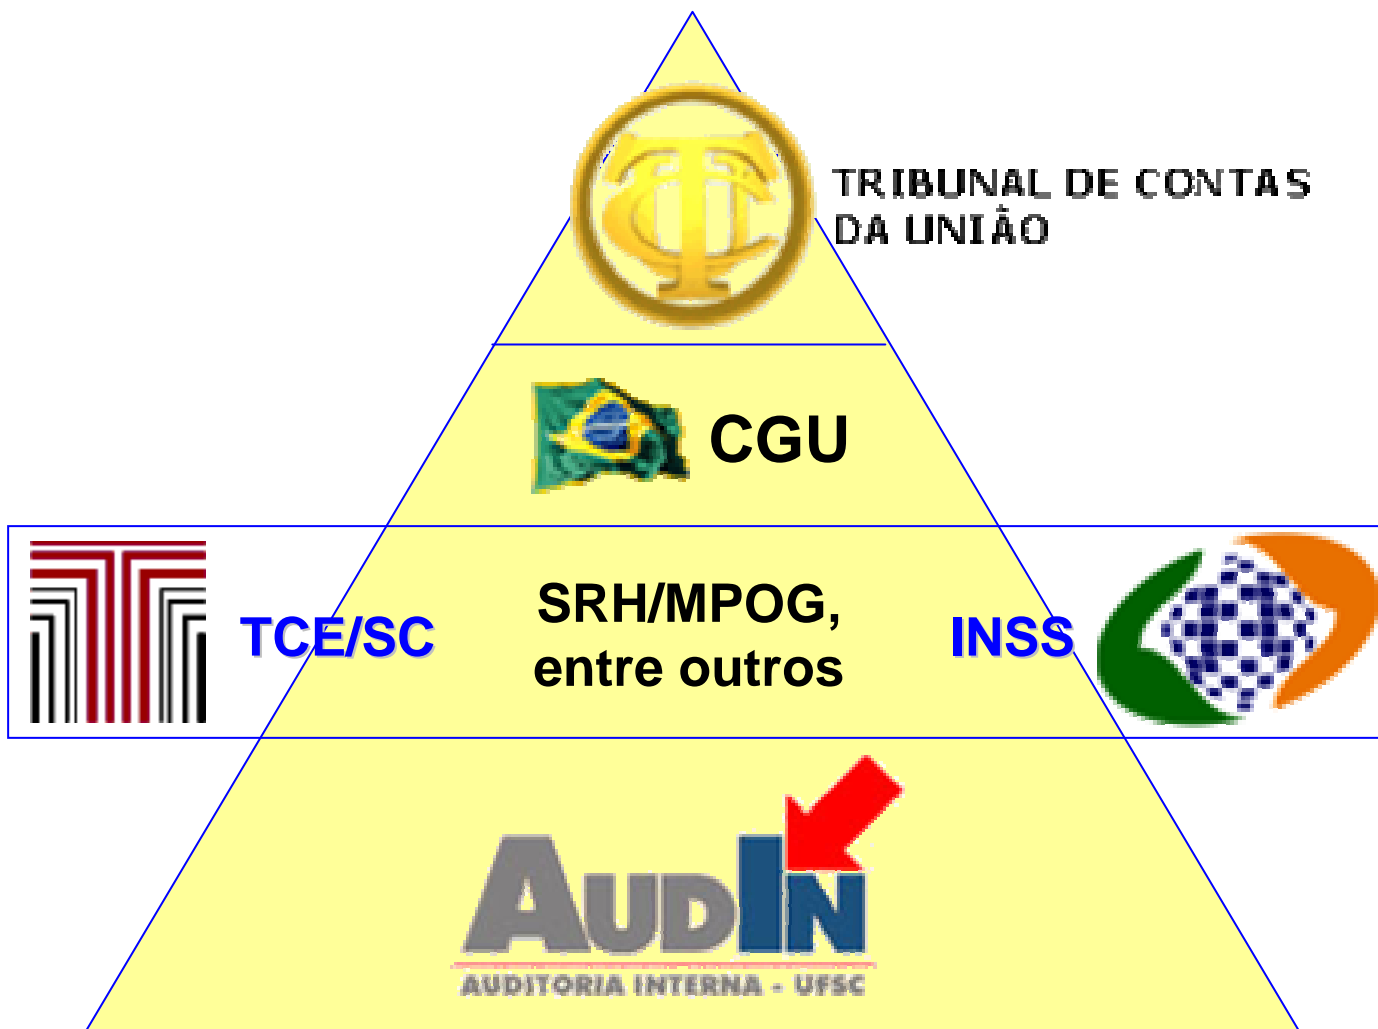 TRIBUNAL DE CONTAS
DA UNIÃO
CGU
TCE/SC
SRH/MPOG,
entre outros
INSS
AUDIN
AUDITORIA INTERNA - UFSC